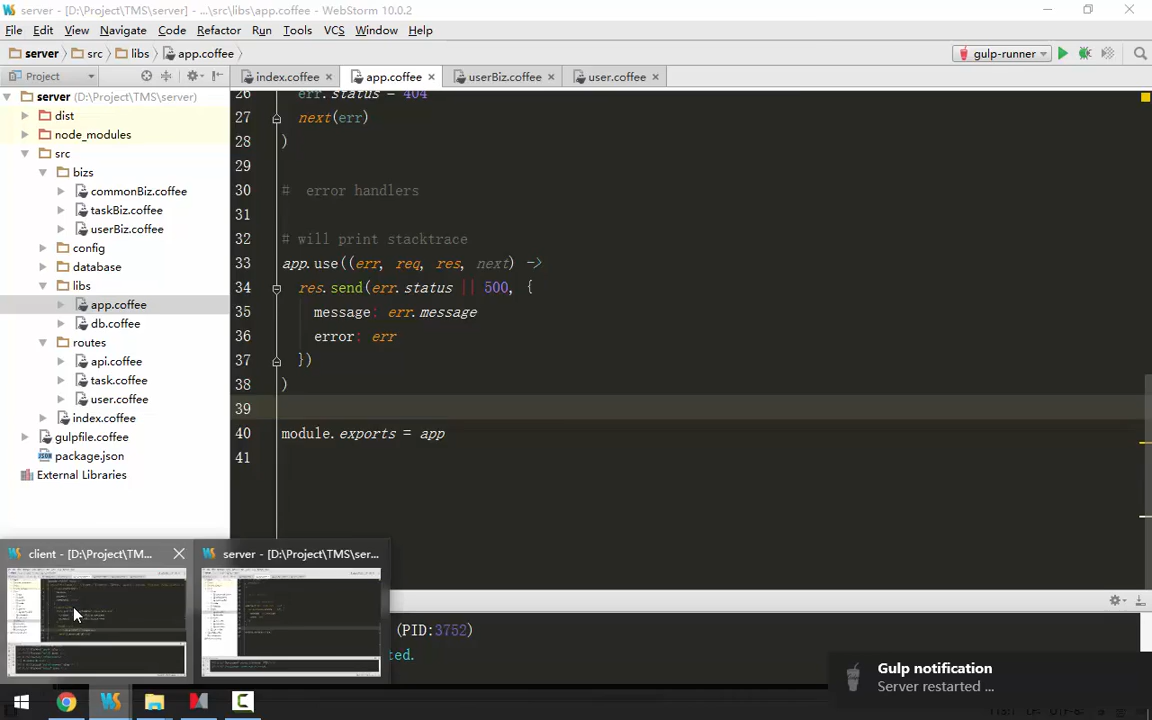 server - [D:\Project\TMS\server] - ...\src\libs\app.coffee - WebStorm 10.0.2
File Edit View Navigate Code Refactor Run Tools VCS Window Help
server src libs app.coffee gulp-runner
Project index.coffee app.coffee userBiz.coffee user.coffee
server (D:\Project\TMS\server)
dist
node_modules
src
bizs
commonBiz.coffee
taskBiz.coffee
userBiz.coffee
config
database
libs
app.coffee
db.coffee
routes
api.coffee
task.coffee
user.coffee
index.coffee
gulpfile.coffee
package.json
External Libraries
26 err.status = 404
27 next(err)
28 )
29
30 # error handlers
31
32 # will print stacktrace
33 app.use((err, req, res, next) ->
34 res.send(err.status || 500, {
35 message: err.message
36 error: err
37 })
38 )
39
40 module.exports = app
41
client - [D:\Project\TM... server - [D:\Project\TMS\ser...
(PID:3752)
ted.
Gulp notification
Server restarted ...